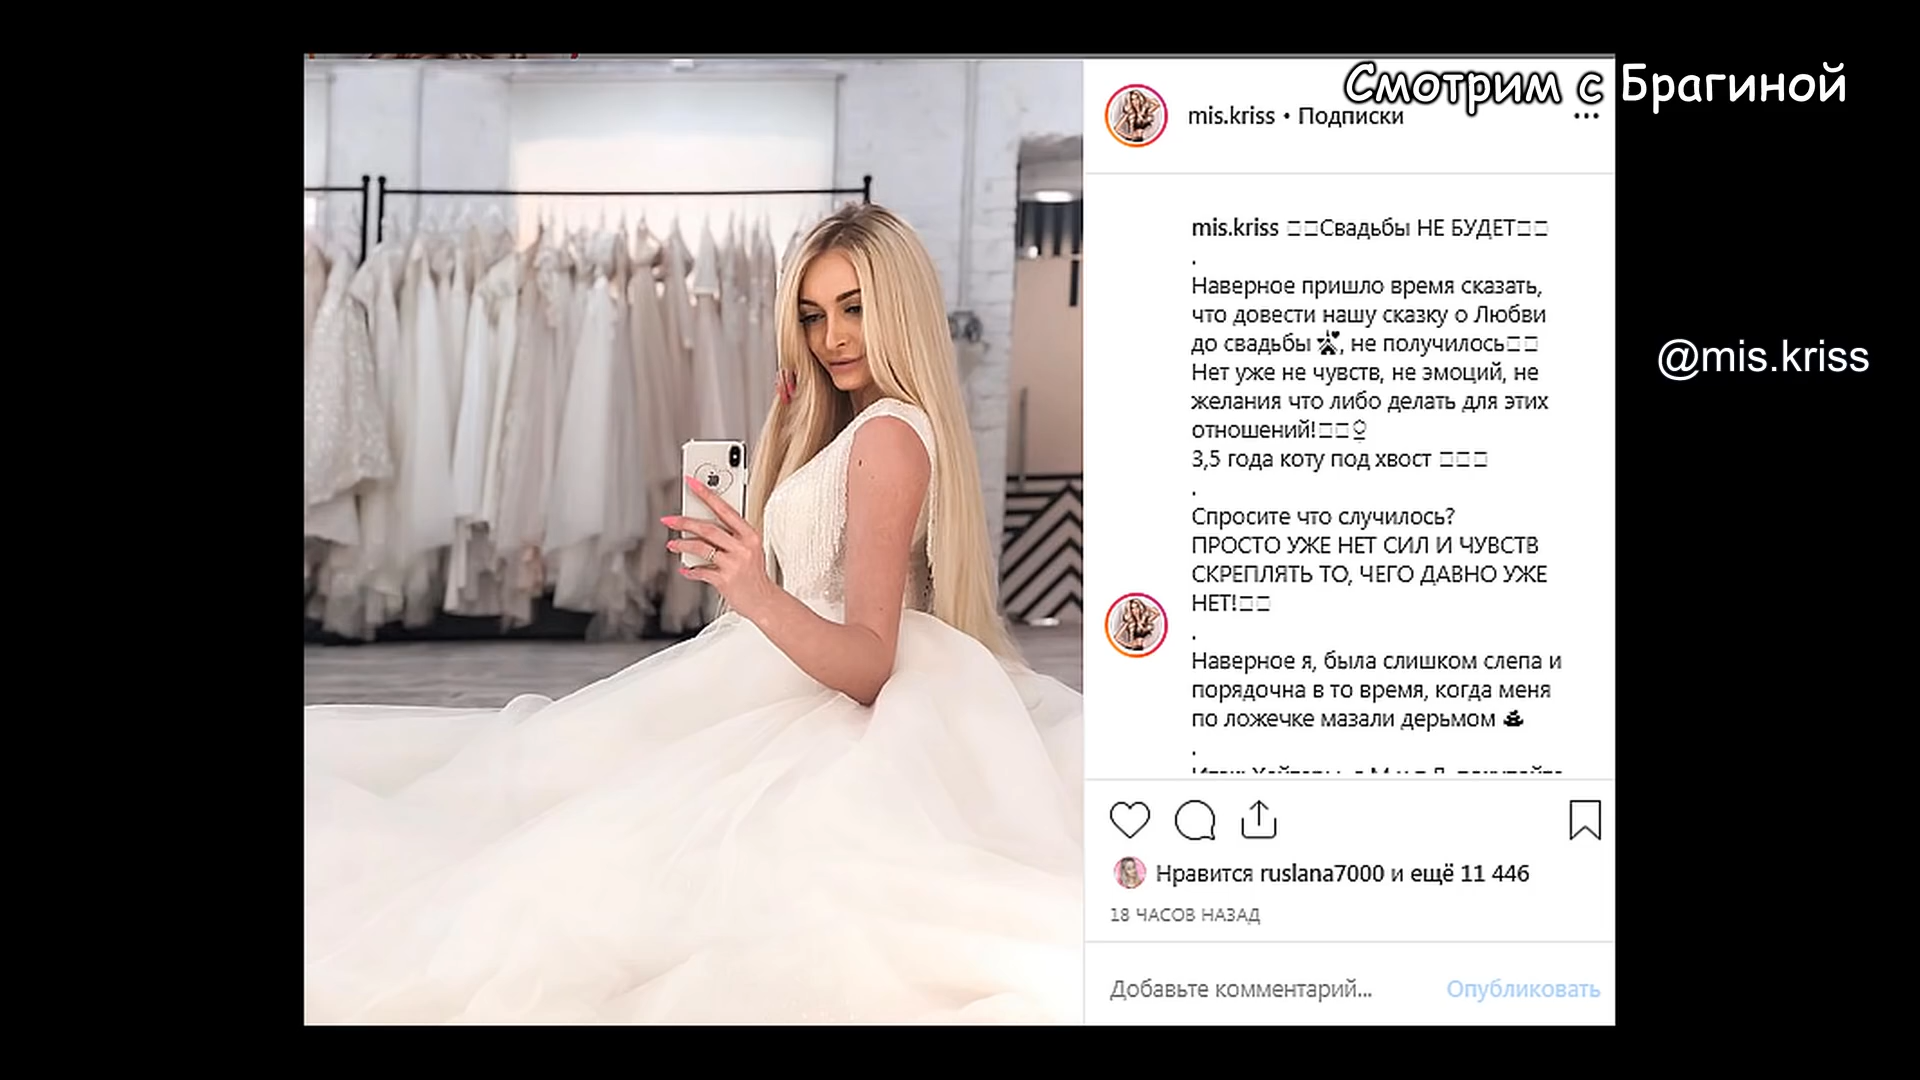 Смотрим с Брагиной
mis.kriss • Подписки
@mis.kriss
mis.kriss Свадьбы НЕ БУДЕТ
.
Наверное пришло время сказать,
что довести нашу сказку о Любви
до свадьбы 💒, не получилось
Нет уже не чувств, не эмоций, не
желания что либо делать для этих
отношений!
3,5 года коту под хвост
.
Спросите что случилось?
ПРОСТО УЖЕ НЕТ СИЛ И ЧУВСТВ
СКРЕПЛЯТЬ ТО, ЧЕГО ДАВНО УЖЕ
НЕТ!
.
Наверное я, была слишком слепа и
порядочна в то время, когда меня
по ложечке мазали дерьмом 💩
.
Нравится ruslana7000 и ещё 11 446
18 ЧАСОВ НАЗАД
Добавьте комментарий...
Опубликовать